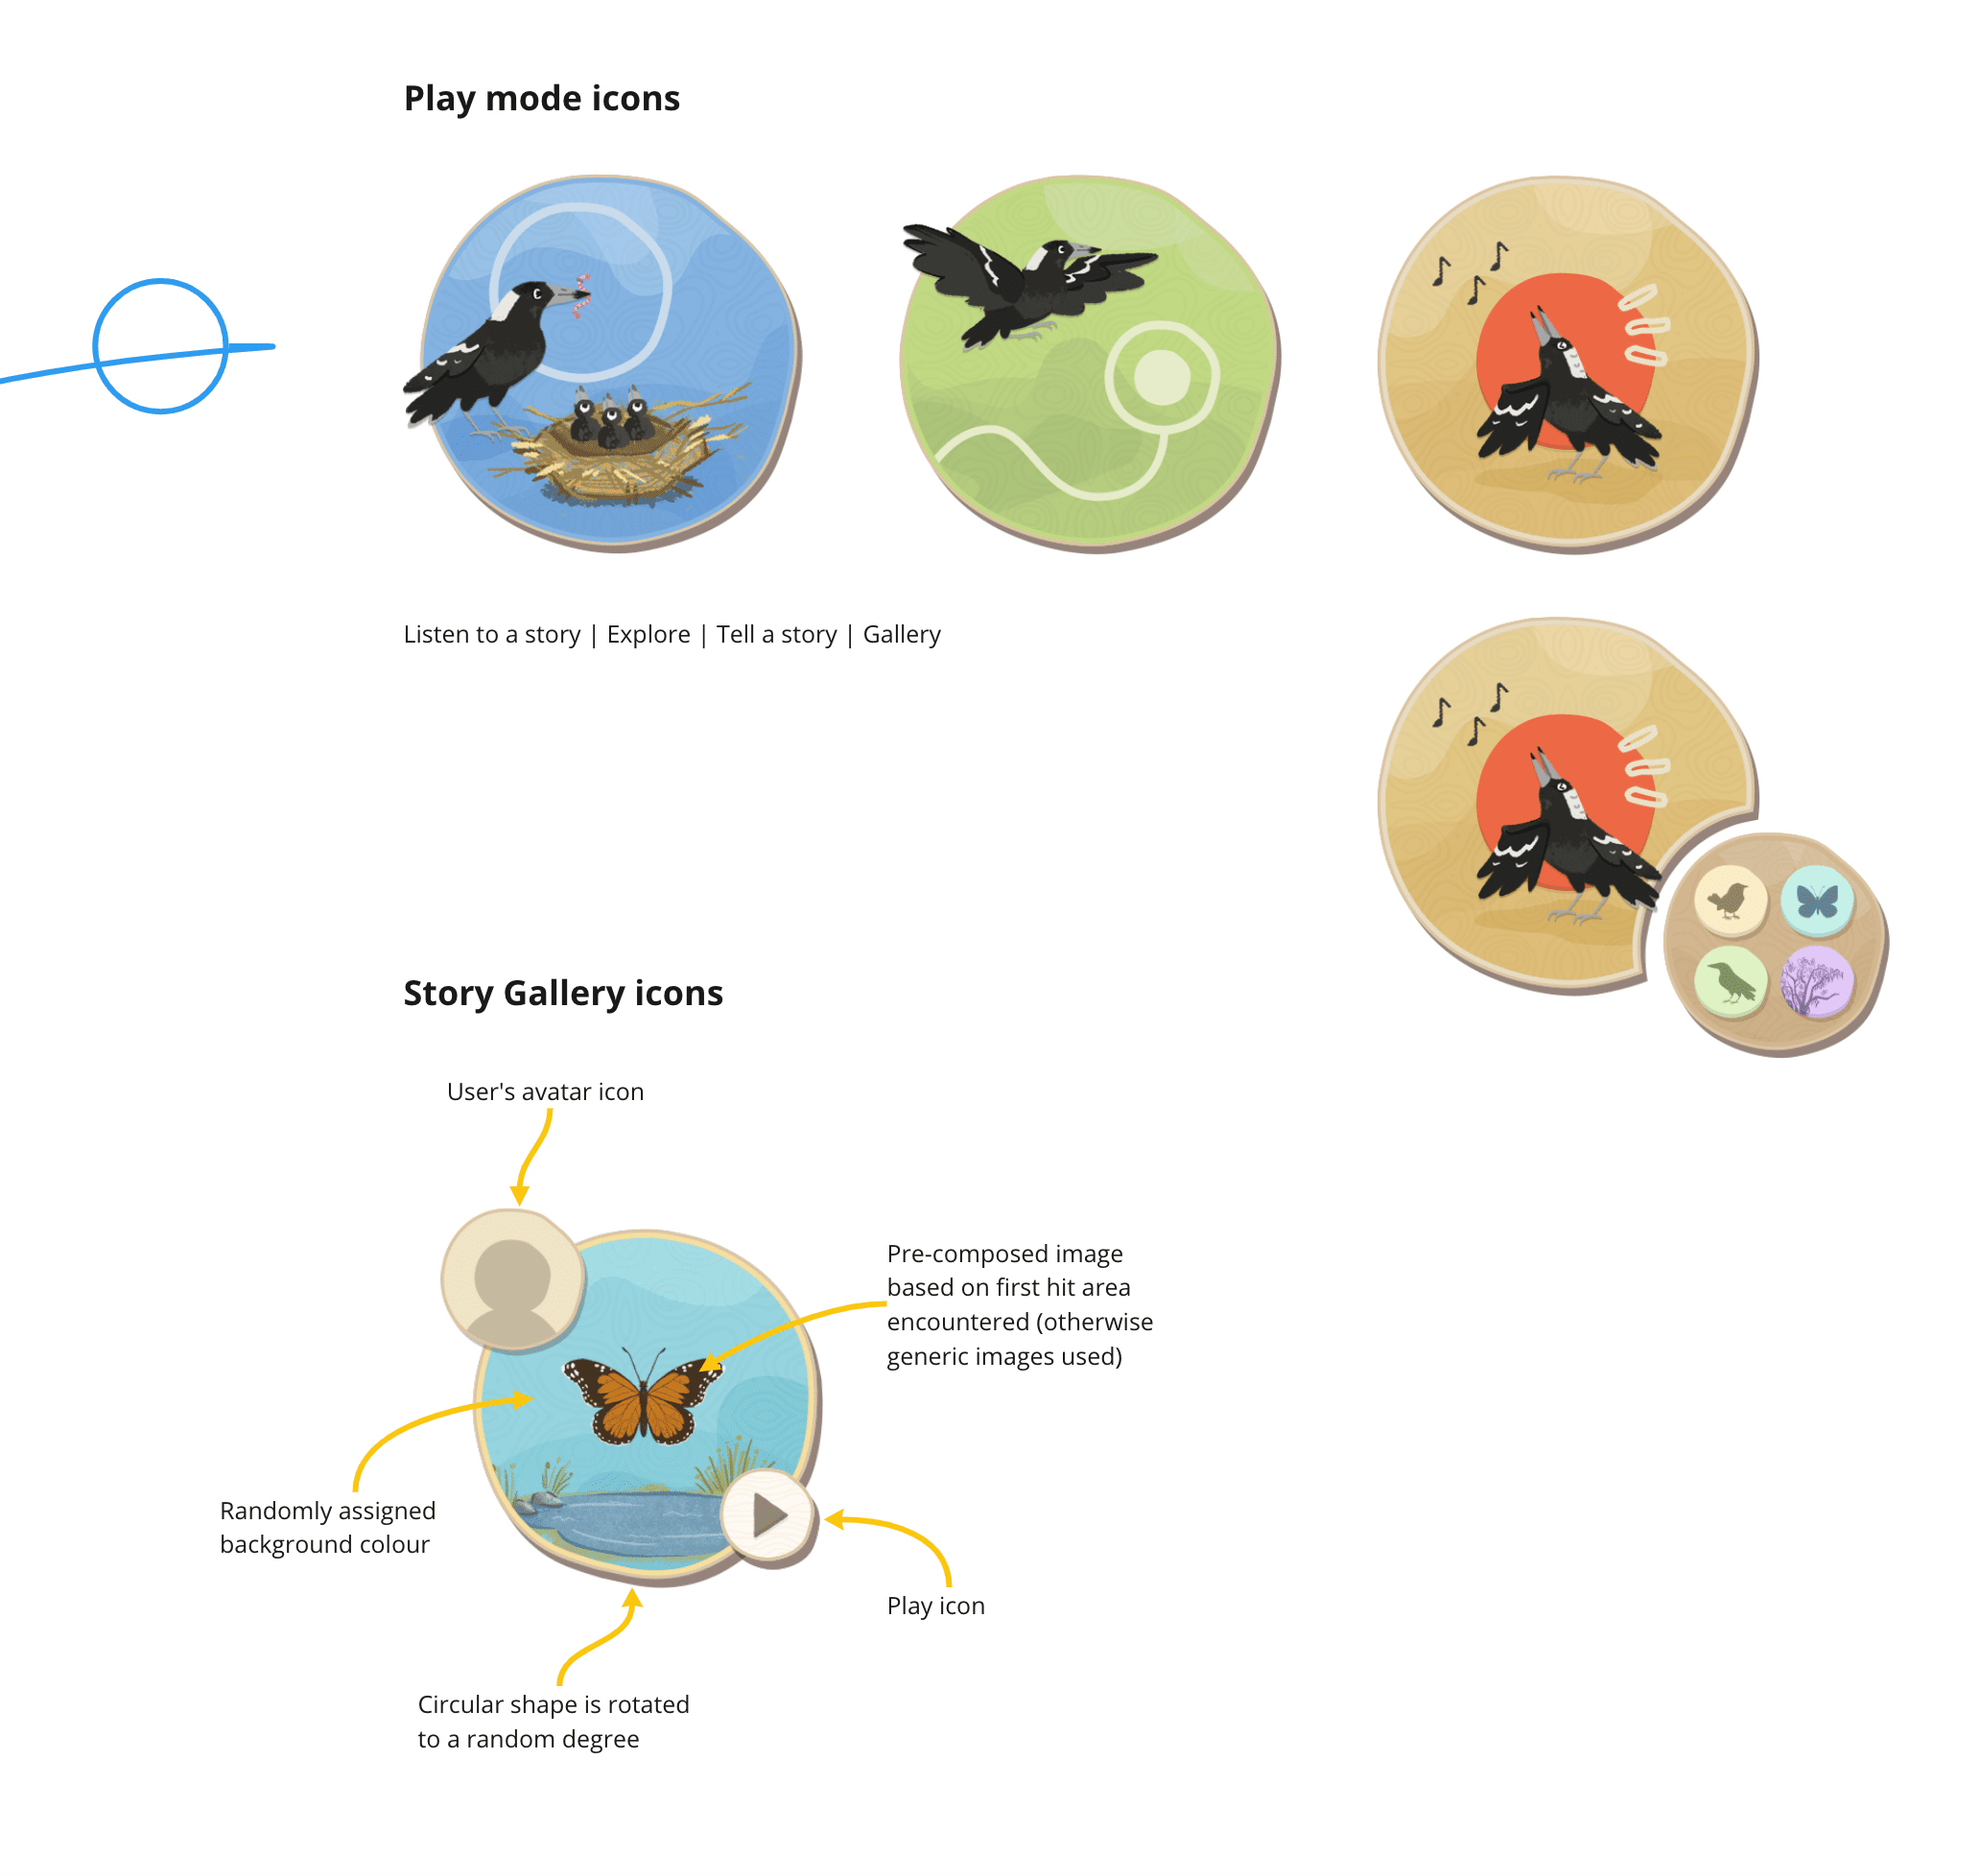 Play mode icons
Listen to a story | Explore | Tell a story | Gallery
Story Gallery icons
User's avatar icon
Pre-composed image
based on first hit area
encountered (otherwise
generic images used)
Randomly assigned
background colour
Play icon
Circular shape is rotated
to a random degree